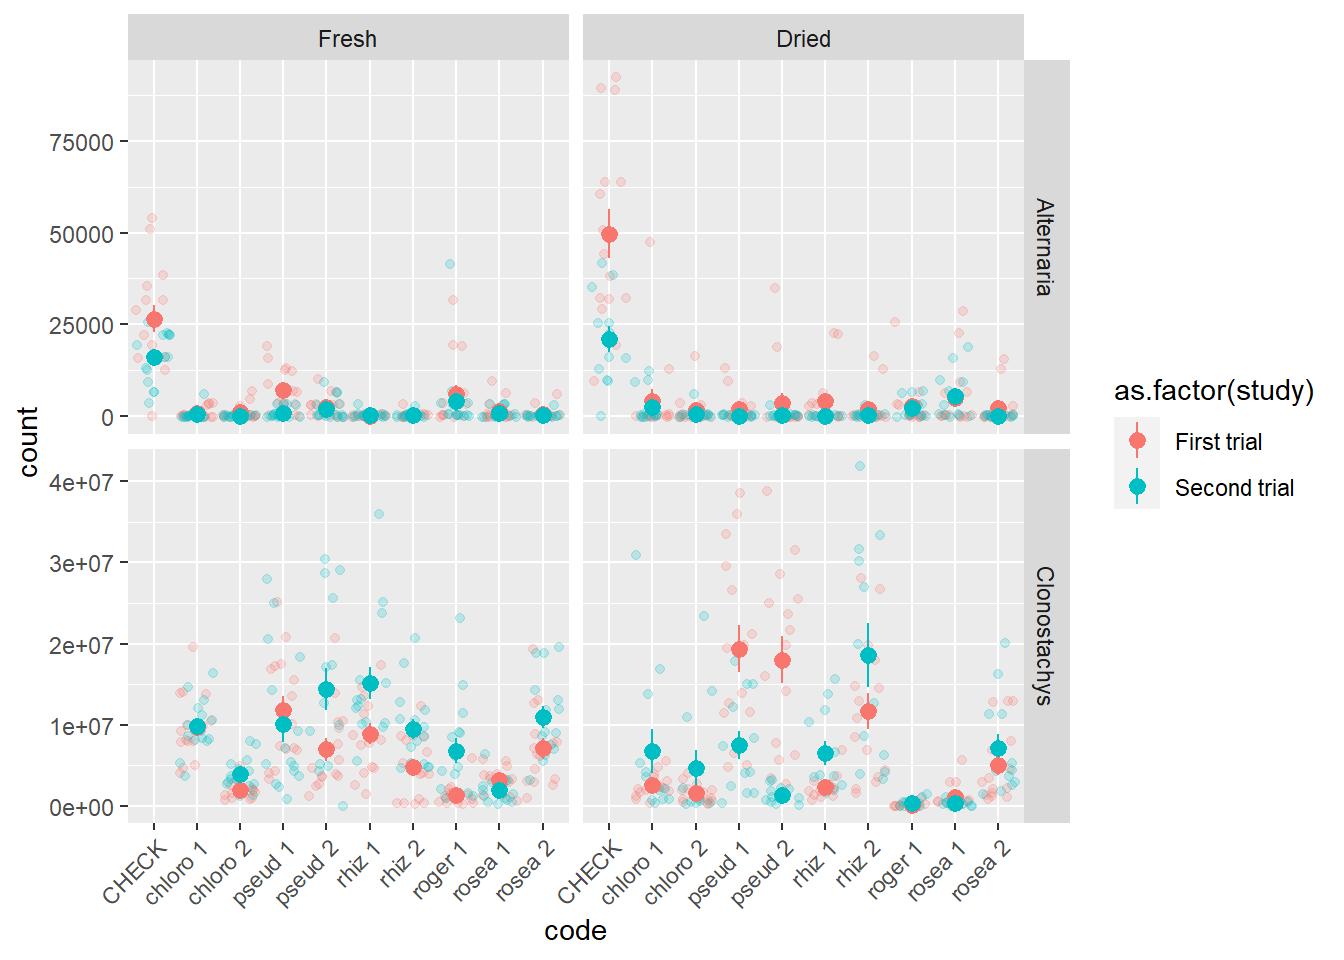 Fresh
Dried
75000
50000
25000
0
Alternaria
4e+07
3e+07
2e+07
1e+07
0e+00
Clonostachys
count
CHECK
chloro 1
chloro 2
pseud 1
pseud 2
rhiz 1
rhiz 2
roger 1
rosea 1
rosea 2
CHECK
chloro 1
chloro 2
pseud 1
pseud 2
rhiz 1
rhiz 2
roger 1
rosea 1
rosea 2
code
as.factor(study)
First trial
Second trial